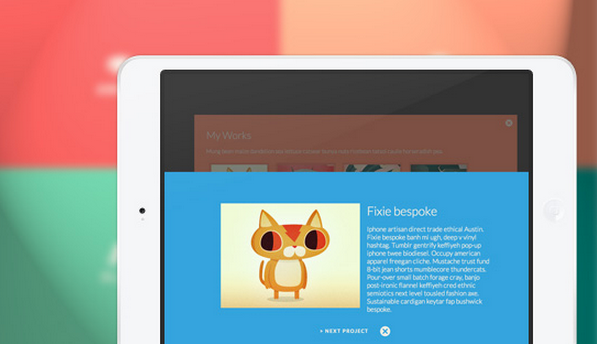 My Works
Fixie bespoke
Iphone artisan direct trade ethical Austin.
Fixie bespoke banh mi ugh, deep v vinyl
hashtag. Tumblr gentrify keffiyeh pop-up
iphone twee biodiesel. Occupy american
apparel freegan cliche. Mustache trust fund
8-bit jean shorts mumblecore thundercats.
Pour-over small batch forage cray, banjo
post-ironic flannel keffiyeh cred ethnic
semiotics next level tousled fashion axe.
Sustainable cardigan keytar fap bushwick
bespoke.
+ NEXT PROJECT